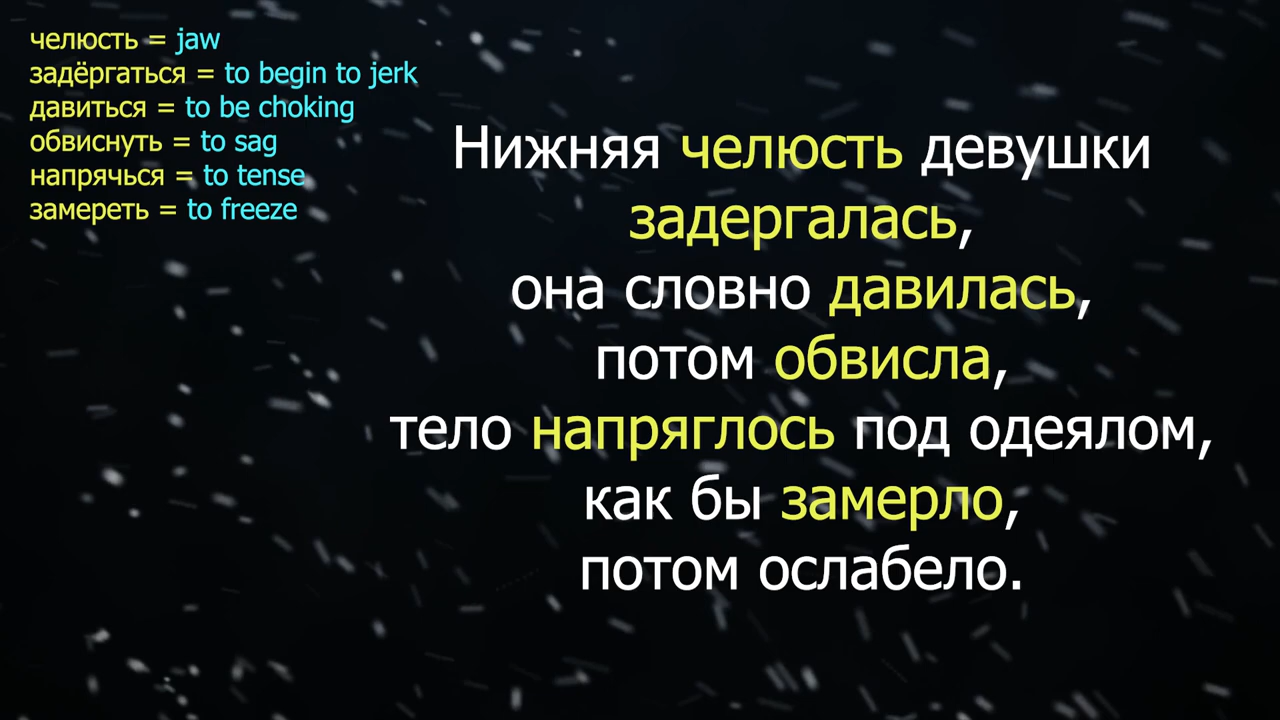 челюсть = jaw
задёргаться = to begin to jerk
давиться = to be choking
обвиснуть = to sag
напрячься = to tense
замереть = to freeze
Нижняя челюсть девушки
задергалась,
она словно давилась,
потом обвисла,
тело напряглось под одеялом,
как бы замерло,
потом ослабело.